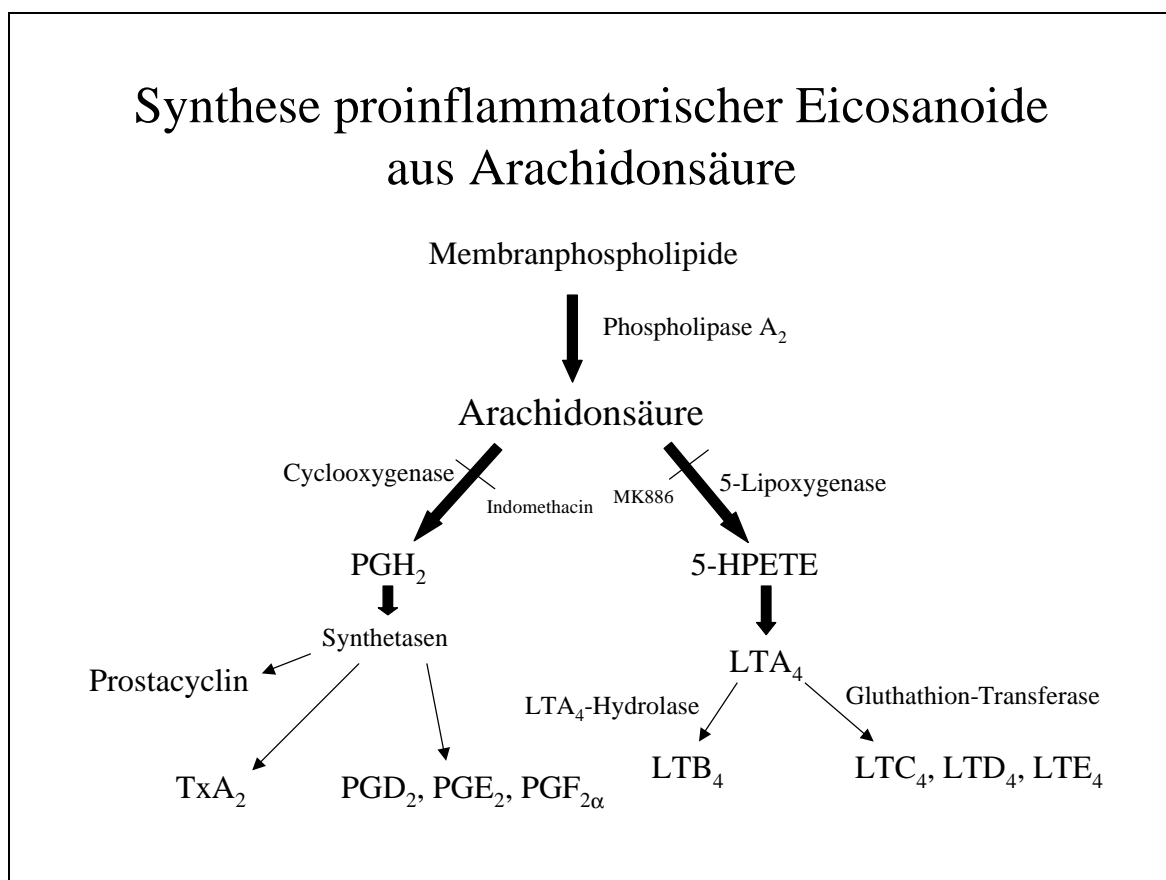 Synthese proinflammatorischer Eicosanoide
aus Arachidonsäure
Membranphospholipide
Phospholipase A₂
Arachidonsäure
Cyclooxygenase
Indomethacin
MK886
5-Lipoxygenase
PGH₂
5-HPETE
Synthetasen
Prostacyclin
LTA₄
LTA₄-Hydrolase
Gluthathion-Transferase
TxA₂
PGD₂, PGE₂, PGF₂α
LTB₄
LTC₄, LTD₄, LTE₄